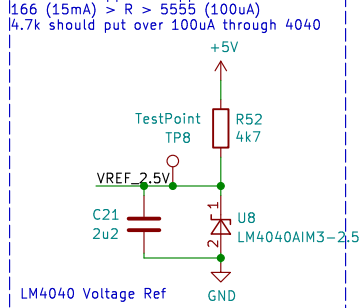 166 (15mA) > R > 5555 (100uA)
4.7k should put over 100uA through 4040
+5V
TestPoint
TP8
R52
4k7
VREF_2.5V
C21
2u2
1
2
U8
LM4040AIM3-2.5
GND
LM4040 Voltage Ref